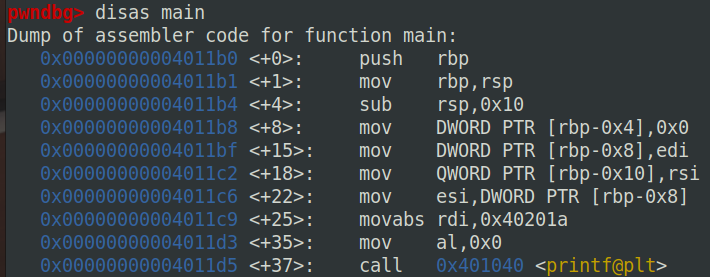 pwndbg> disas main
Dump of assembler code for function main:
0x00000000004011b0 <+0>: push rbp
0x00000000004011b1 <+1>: mov rbp,rsp
0x00000000004011b4 <+4>: sub rsp,0x10
0x00000000004011b8 <+8>: mov DWORD PTR [rbp-0x4],0x0
0x00000000004011bf <+15>: mov DWORD PTR [rbp-0x8],edi
0x00000000004011c2 <+18>: mov QWORD PTR [rbp-0x10],rsi
0x00000000004011c6 <+22>: mov esi,DWORD PTR [rbp-0x8]
0x00000000004011c9 <+25>: movabs rdi,0x40201a
0x00000000004011d3 <+35>: mov al,0x0
0x00000000004011d5 <+37>: call 0x401040 <printf@plt>